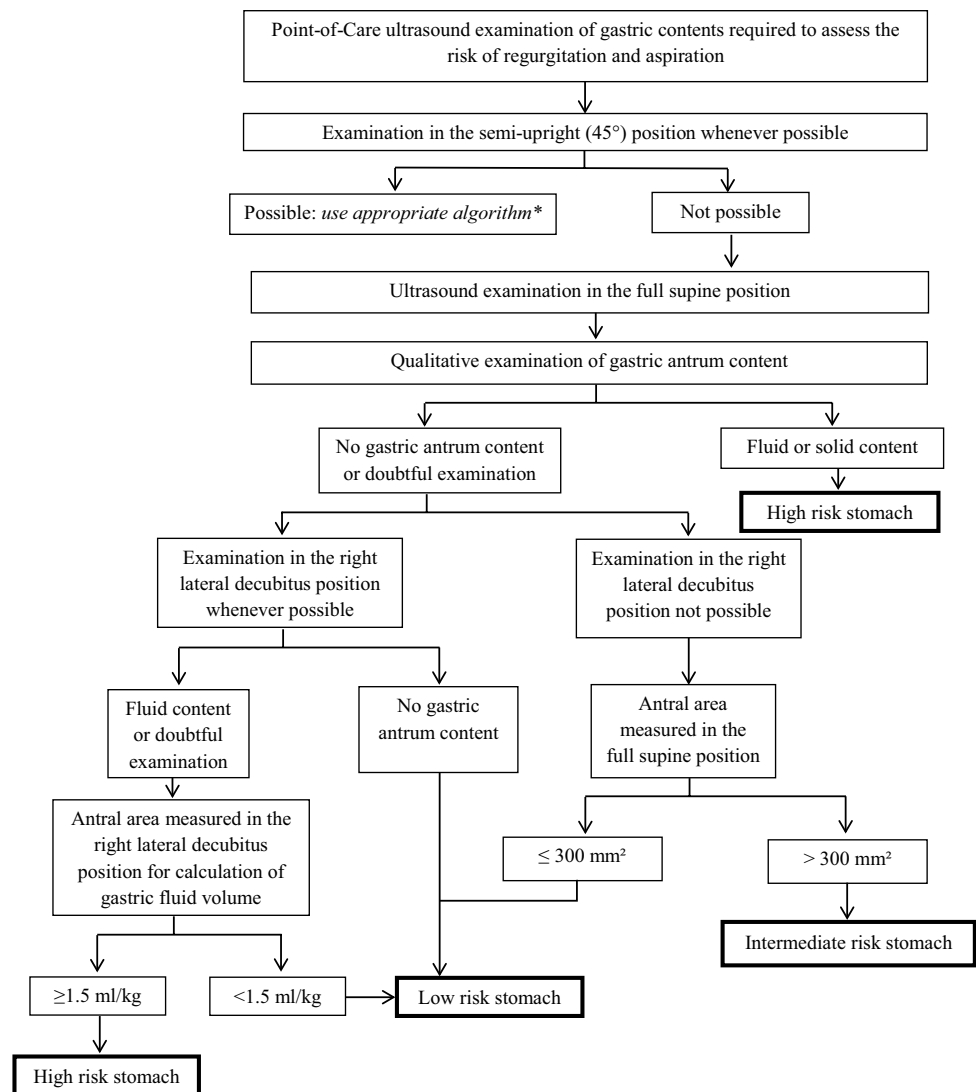 Point-of-Care ultrasound examination of gastric contents required to assess the
risk of regurgitation and aspiration
Examination in the semi-upright (45°) position whenever possible
Possible: use appropriate algorithm*
Not possible
Ultrasound examination in the full supine position
Qualitative examination of gastric antrum content
No gastric antrum content
or doubtful examination
Fluid or solid content
High risk stomach
Examination in the right
lateral decubitus position
whenever possible
Examination in the right
lateral decubitus
position not possible
Fluid content
or doubtful
examination
No gastric
antrum content
Antral area
measured in the
full supine position
Antral area measured in the
right lateral decubitus
position for calculation of
gastric fluid volume
≤ 300 mm²
> 300 mm²
Intermediate risk stomach
≥1.5 ml/kg
<1.5 ml/kg
Low risk stomach
High risk stomach